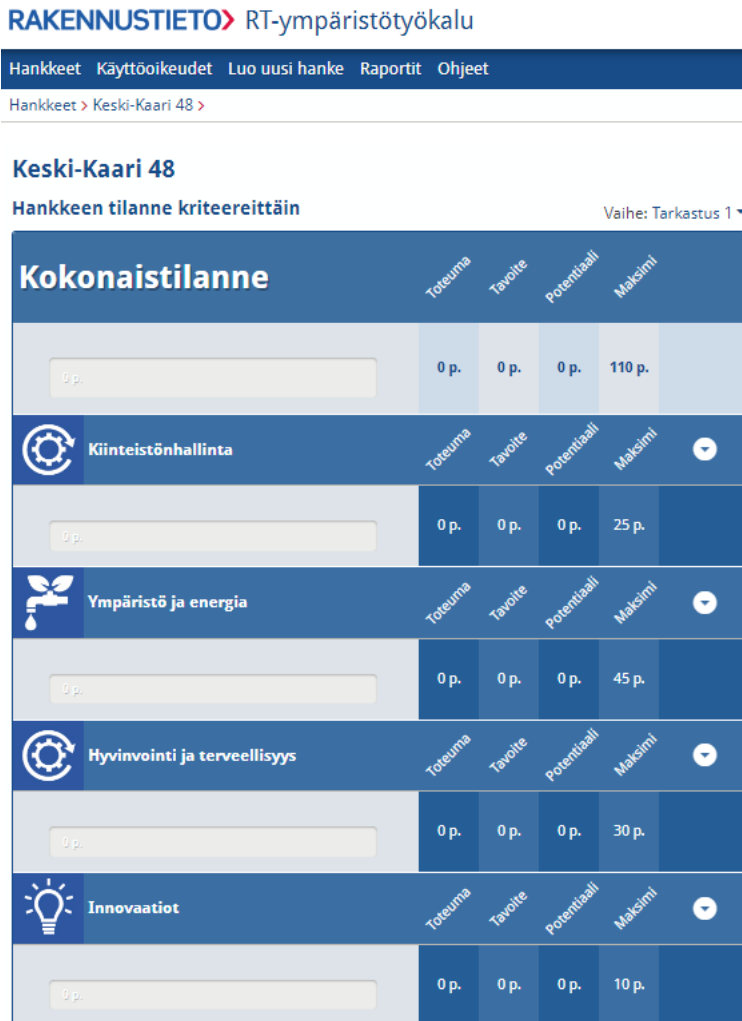 RAKENNUSTIETO> RT-ympäristötyökalu
Hankkeet Käyttöoikeudet Luo uusi hanke Raportit Ohjeet
Hankkeet > Keski-Kaari 48 >
Keski-Kaari 48
Hankkeen tilanne kriteereittäin
Vaihe: Tarkastus 1
Kokonaistilanne Toteuma Tavoite Potentiaali Maksimi
0 p. 0 p. 0 p. 0 p. 110 p.
Kiinteistönhallinta Toteuma Tavoite Potentiaali Maksimi
0 p. 0 p. 0 p. 0 p. 25 p.
Ympäristö ja energia Toteuma Tavoite Potentiaali Maksimi
0 p. 0 p. 0 p. 0 p. 45 p.
Hyvinvointi ja terveellisyys Toteuma Tavoite Potentiaali Maksimi
0 p. 0 p. 0 p. 0 p. 30 p.
Innovaatiot Toteuma Tavoite Potentiaali Maksimi
0 p. 0 p. 0 p. 0 p. 10 p.